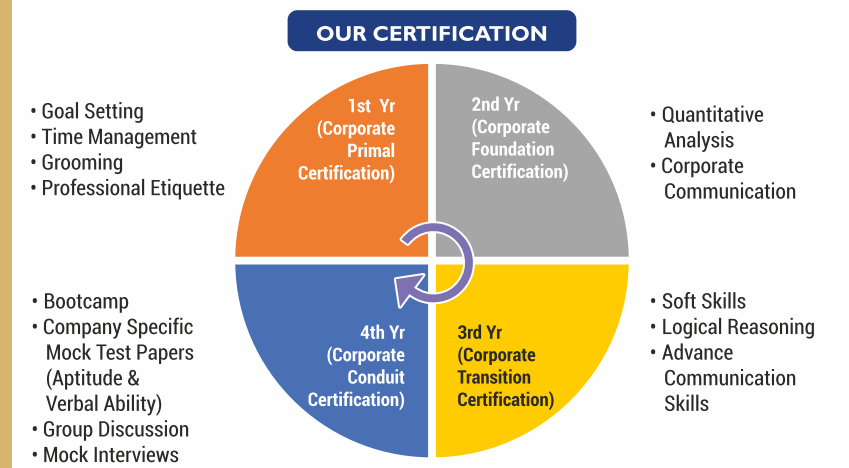 OUR CERTIFICATION
• Goal Setting
• Time Management
• Grooming
• Professional Etiquette
1st Yr
(Corporate
Primal
Certification)
2nd Yr
(Corporate
Foundation
Certification)
• Quantitative
Analysis
• Corporate
Communication
• Bootcamp
• Company Specific
Mock Test Papers
(Aptitude &
Verbal Ability)
• Group Discussion
• Mock Interviews
4th Yr
(Corporate
Conduit
Certification)
3rd Yr
(Corporate
Transition
Certification)
• Soft Skills
• Logical Reasoning
• Advance
Communication
Skills